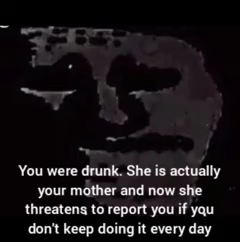 You were drunk. She is actually
your mother and now she
threatens to report you if you
don't keep doing it every day